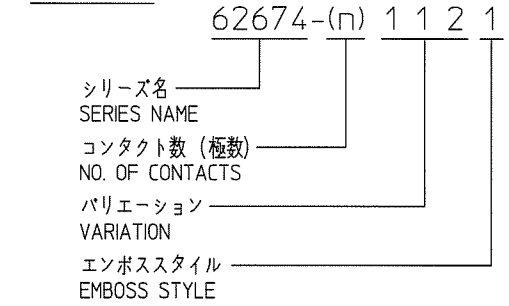 62674-(n) 1 1 2 1
シリーズ名
SERIES NAME
コンタクト数 (極数)
NO. OF CONTACTS
バリエーション
VARIATION
エンボススタイル
EMBOSS STYLE